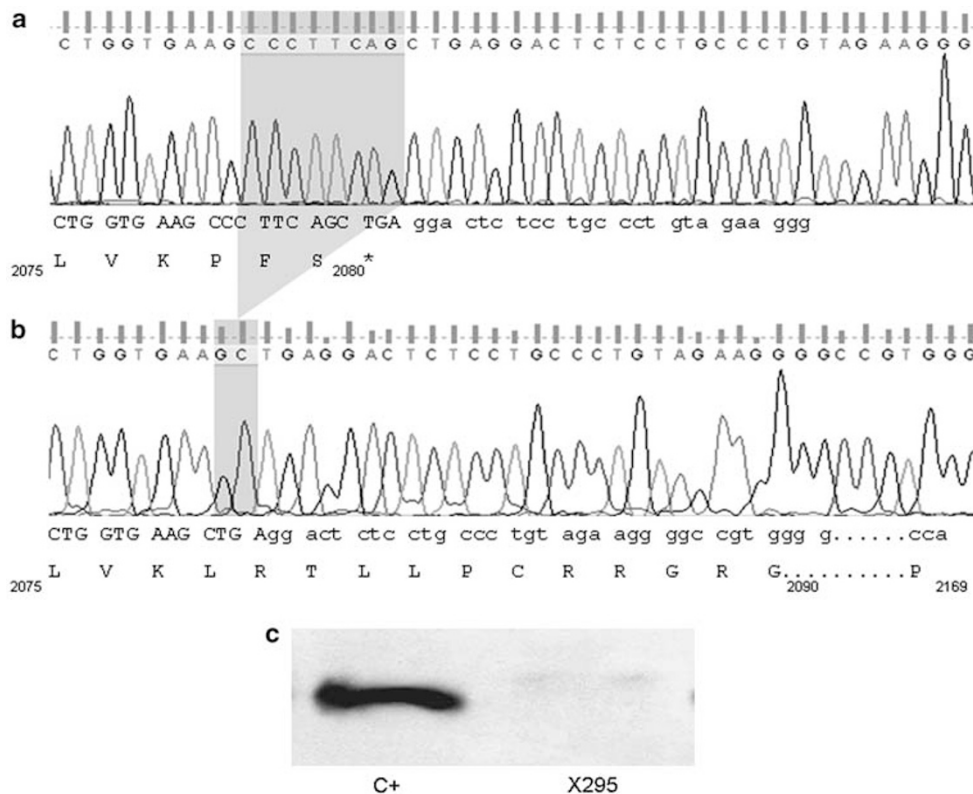 a
CTGGTGAAGCCCTTCAGCTGAGGACTCTCCTGCCCTGTAGAAGGG
CTG GTG AAG CCC TTC AGC TGA gga ctc tcc tgc cct gta gaa ggg
2075 L V K P F S 2080 *
b
CTGGTGAAGCTGAGGACTCTCCTGCCCTGTAGAAGGGGCCGTGGG
CTG GTG AAG CTG Agg act ctc ctg ccc tgt aga agg ggc cgt ggg g......cca
2075 L V K L R T L L P C R R G R G..........P 2169
2090
c
C+ X295